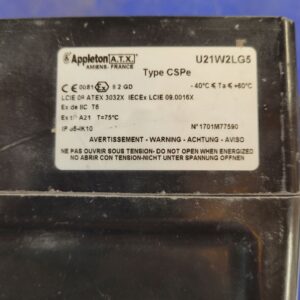 Appleton A.T.X.
AMIENS - FRANCE
U21W2LG5
Type CSPe
CE 0081 Ex II 2 GD
-40°C ≤ Ta ≤ +60°C
LCIE 09 ATEX 3032X IECEx LCIE 09.0016X
Ex de IIC T6
Ex A21 T=75°C
IP 66-IK10
N°1701M77590
AVERTISSEMENT - WARNING - ACHTUNG - AVISO
NE PAS OUVRIR SOUS TENSION- DO NOT OPEN WHEN ENERGIZED
NO ABRIR CON TENSION-NICHT UNTER SPANNUNG OFFNEN